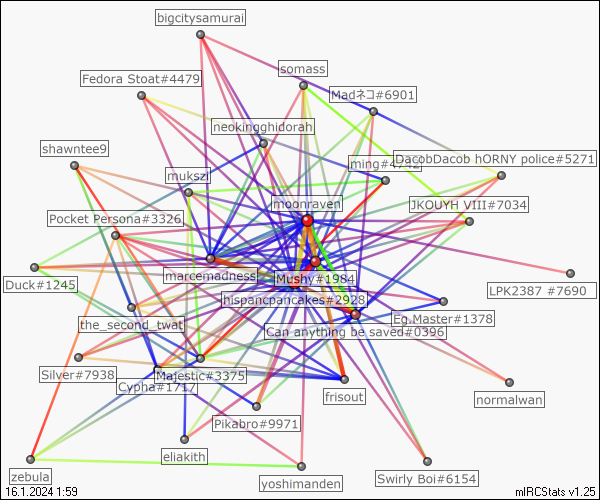 bigcitysamurai
somass
Fedora Stoat#4479
Madネコ#6901
neokingghidorah
shawntee9
DacobDacob hORNY police#5271
ming#4742
mukszi
moonraven
JKOUYH VIII#7034
Pocket Persona#3326
marcemadness
Mushy#1984
Duck#1245
LPK2387 #7690
hispancpancakes#2928
Eg.Master#1378
the_second_twat
Can anything be saved#0396
Silver#7938
Majestic#3375
Cypha#1717
frisout
normalwan
Pikabro#9971
eliakith
zebula
Swirly Boi#6154
yoshimanden
16.1.2024 1:59
mIRCStats v1.25